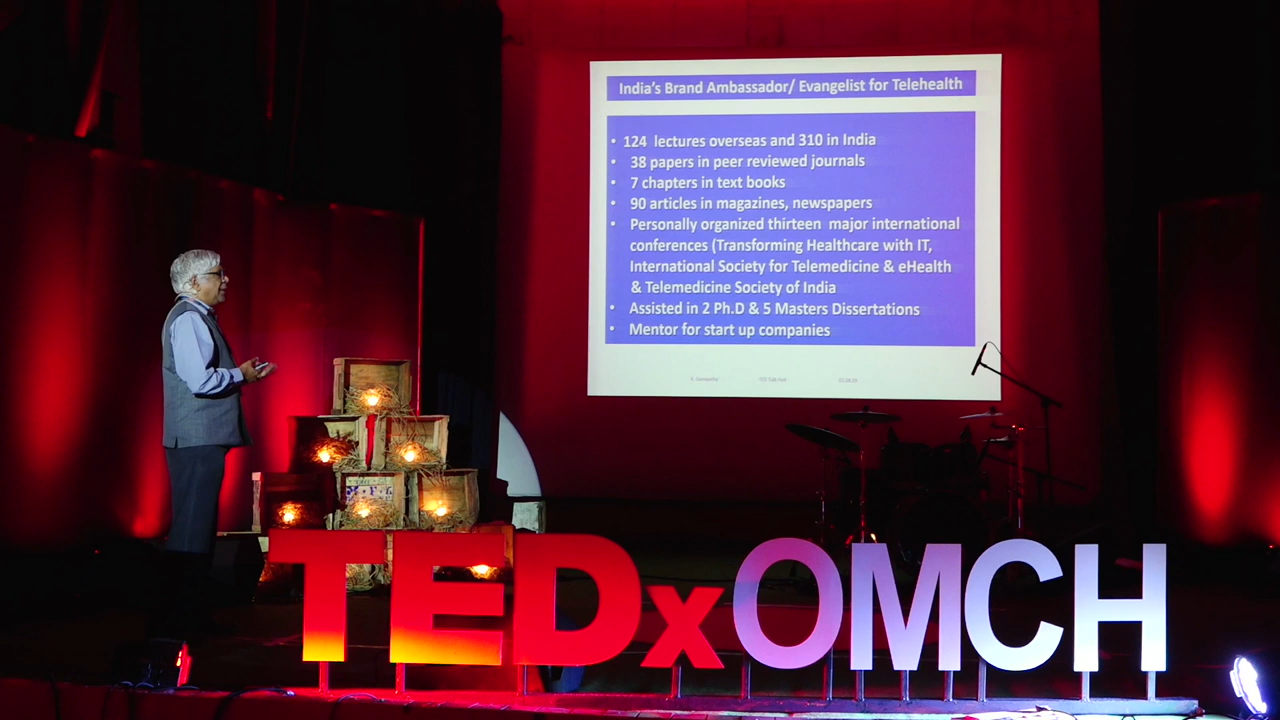 India's Brand Ambassador/ Evangelist for Telehealth
• 124 lectures overseas and 310 in India
• 38 papers in peer reviewed journals
• 7 chapters in text books
• 90 articles in magazines, newspapers
• Personally organized thirteen major international
conferences (Transforming Healthcare with IT,
International Society for Telemedicine & eHealth
& Telemedicine Society of India
• Assisted in 2 Ph.D & 5 Masters Dissertations
• Mentor for start up companies
TEDxOMCH